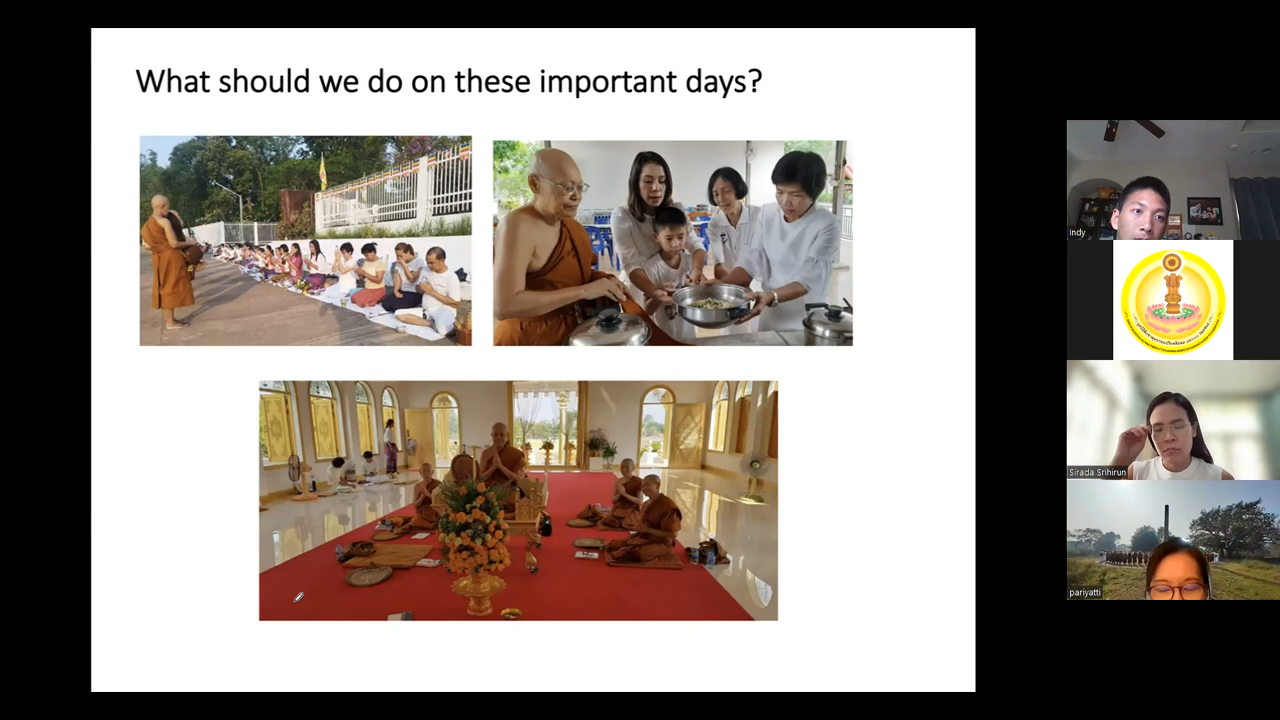 What should we do on these important days?
Indy
Sirada Srihirun
pariyatti